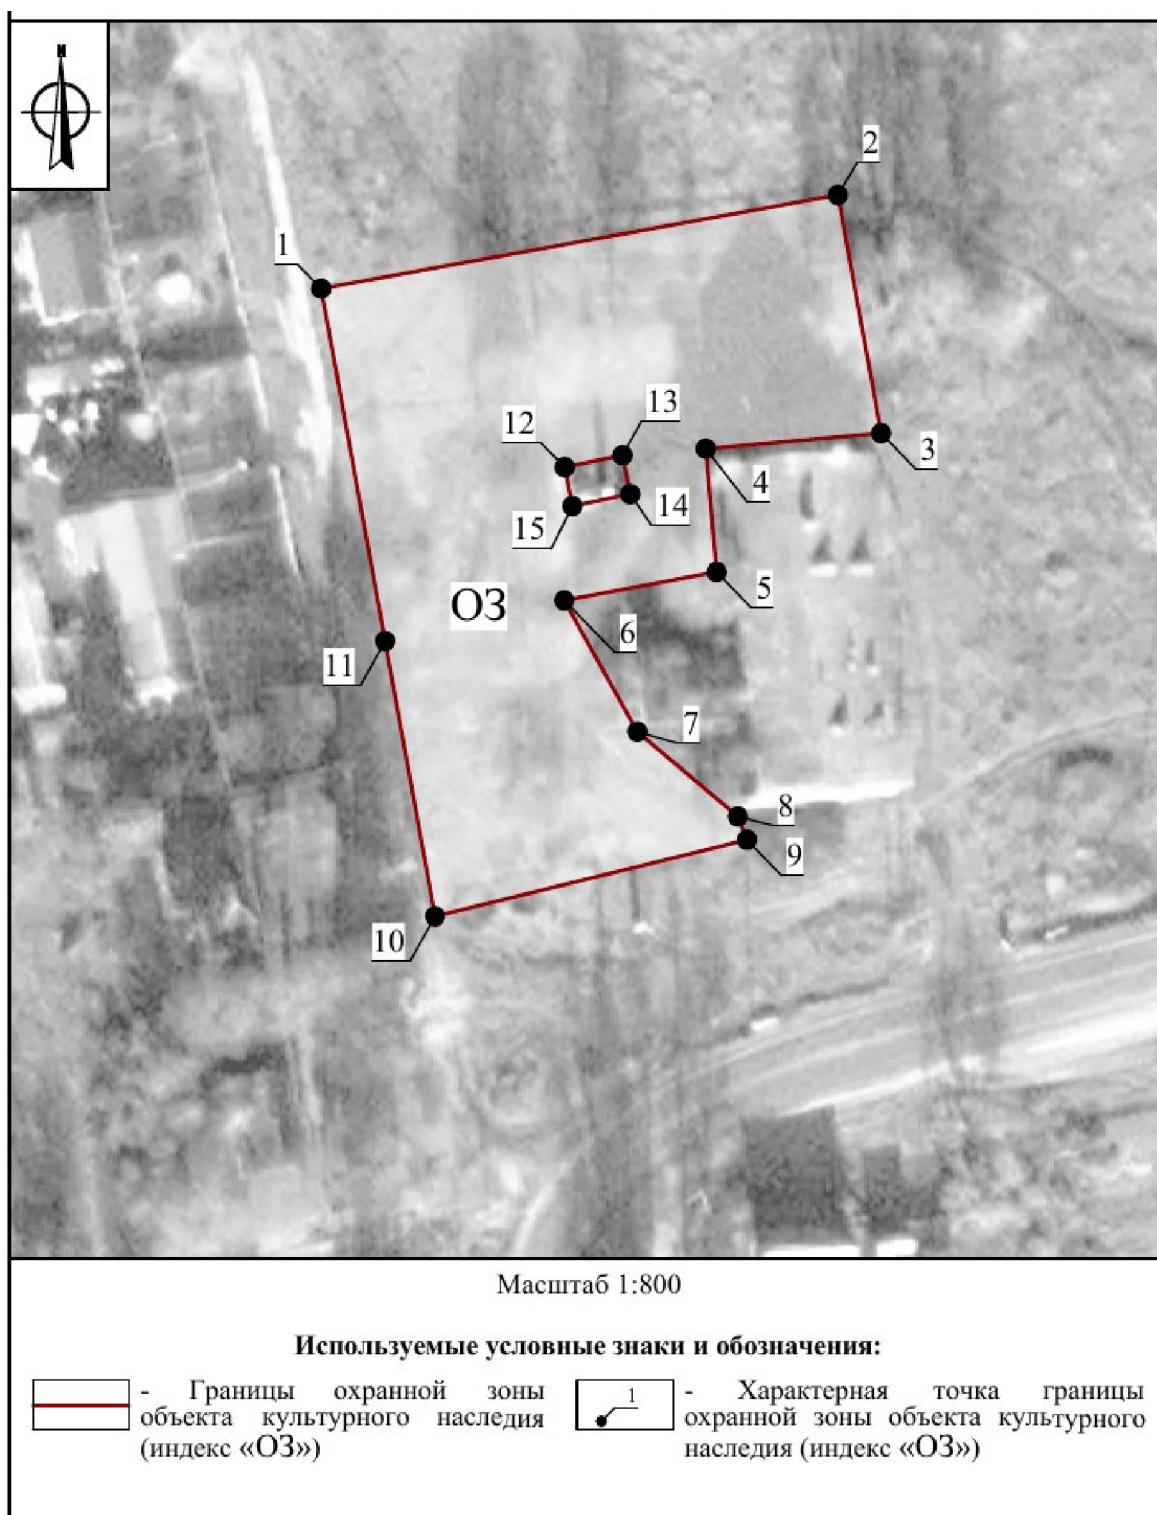 N
2
1
13
12
3
4
14
15
5
ОЗ
6
11
7
8
9
10
Масштаб 1:800
Используемые условные знаки и обозначения:
- Границы охранной зоны
объекта культурного наследия
(индекс «ОЗ»)
1
- Характерная точка границы
охранной зоны объекта культурного
наследия (индекс «ОЗ»)